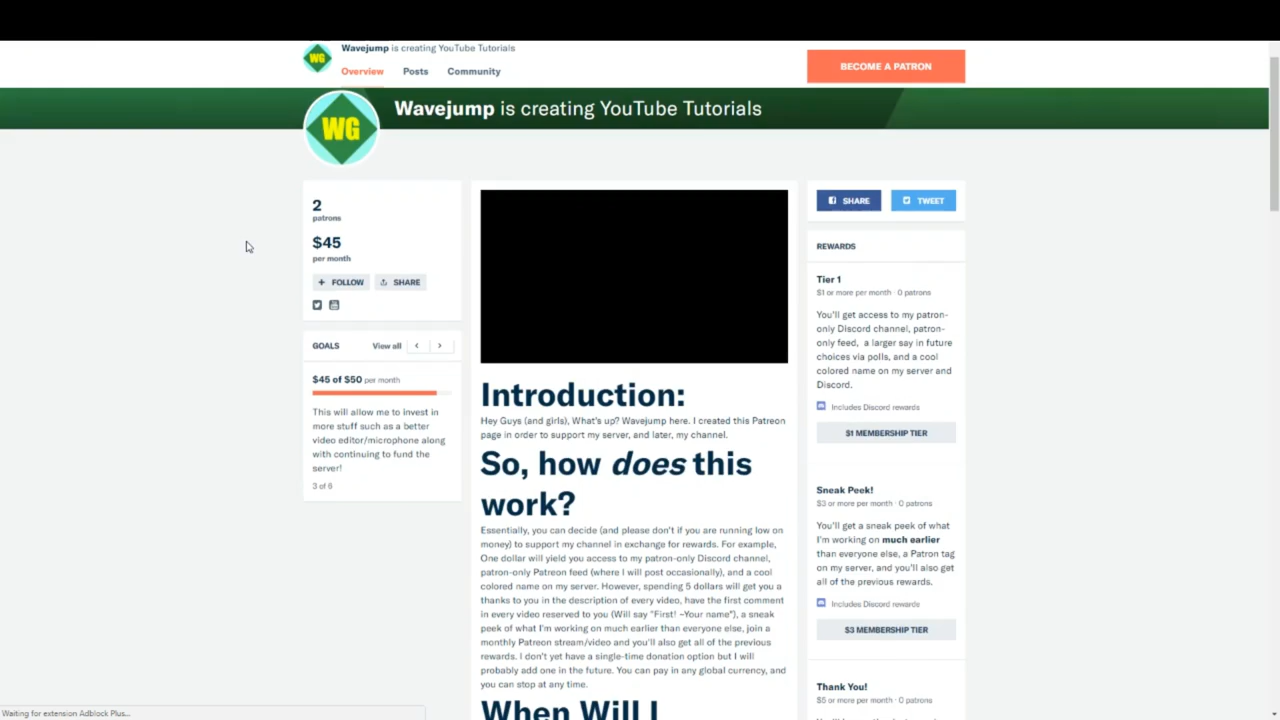 Wavejump is creating YouTube Tutorials
WG
Overview Posts Community
BECOME A PATRON
Wavejump is creating YouTube Tutorials
WG
2
patrons
$45
per month
+ FOLLOW SHARE
GOALS View all
$45 of $50 per month
This will allow me to invest in
more stuff such as a better
video editor/microphone along
with continuing to fund the
server!
3 of 6
Introduction:
Hey Guys (and girls), What's up? Wavejump here. I created this Patreon
page in order to support my server, and later, my channel.
So, how does this
work?
Essentially, you can decide (and please don't if you are running low on
money) to support my channel in exchange for rewards. For example,
One dollar will yield you access to my patron-only Discord channel,
patron-only Patreon feed (where I will post occasionally), and a cool
colored name on my server. However, spending 5 dollars will get you a
thanks to you in the description of every video, have the first comment
in every video reserved to you (Will say "First! ~Your name"), a sneak
peek of what I'm working on much earlier than everyone else, join a
monthly Patreon stream/video and you'll also get all of the previous
rewards. I don't yet have a single-time donation option but I will
probably add one in the future. You can pay in any global currency, and
you can stop at any time.
When Will I
SHARE TWEET
REWARDS
Tier 1
$1 or more per month · 0 patrons
You'll get access to my patron-
only Discord channel, patron-
only feed, a larger say in future
choices via polls, and a cool
colored name on my server and
Discord.
Includes Discord rewards
$1 MEMBERSHIP TIER
Sneak Peek!
$3 or more per month · 0 patrons
You'll get a sneak peek of what
I'm working on much earlier
than everyone else, a Patron tag
on my server, and you'll also get
all of the previous rewards.
Includes Discord rewards
$3 MEMBERSHIP TIER
Thank You!
$5 or more per month · 0 patrons
Waiting for extension Adblock Plus...